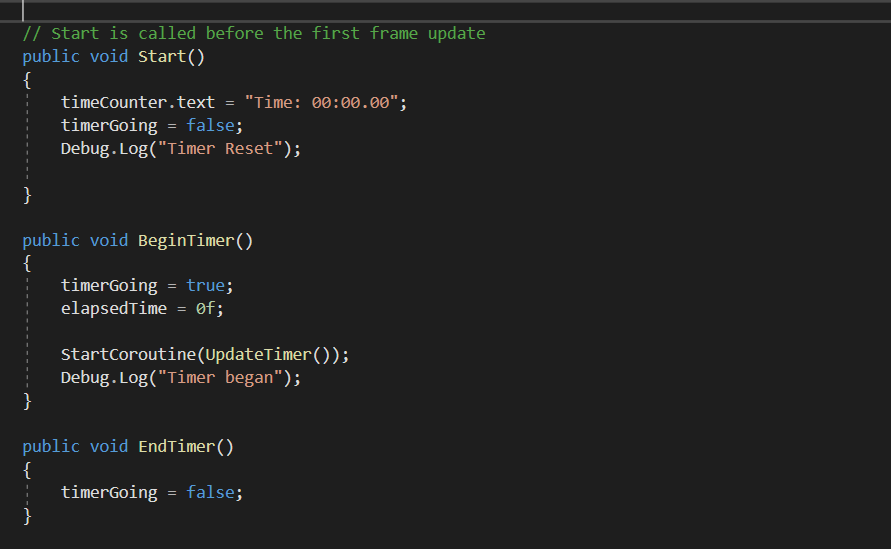 // Start is called before the first frame update
public void Start()
{
timeCounter.text = "Time: 00:00.00";
timerGoing = false;
Debug.Log("Timer Reset");
}
public void BeginTimer()
{
timerGoing = true;
elapsedTime = 0f;
StartCoroutine(UpdateTimer());
Debug.Log("Timer began");
}
public void EndTimer()
{
timerGoing = false;
}